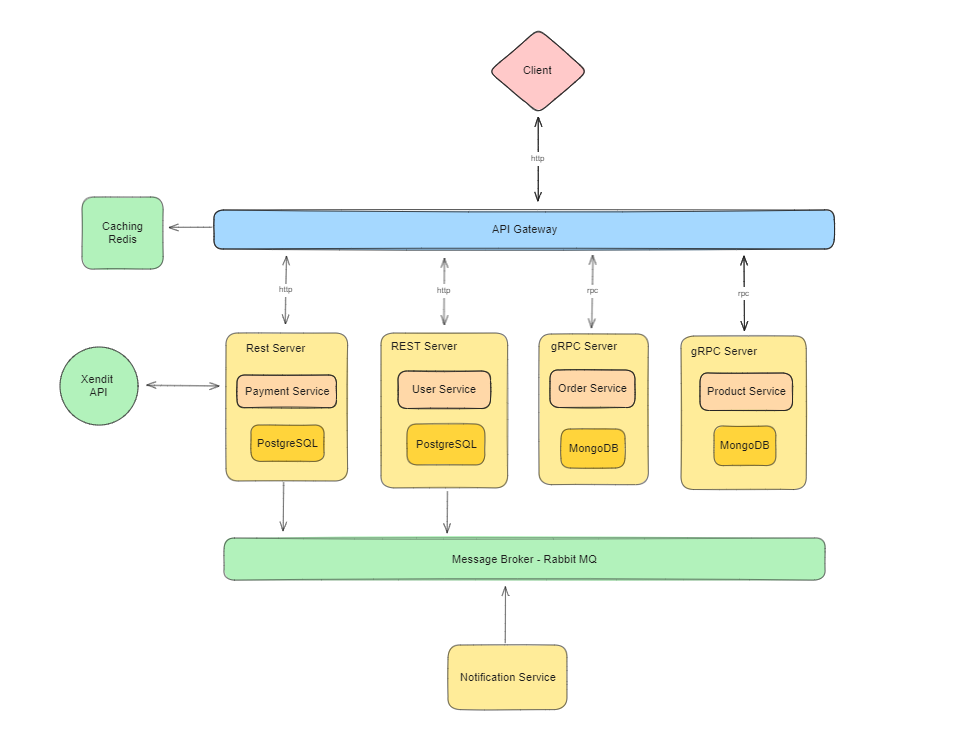 Client
http
Caching
Redis
API Gateway
http
http
rpc
rpc
Rest Server
REST Server
gRPC Server
gRPC Server
Xendit
API
Payment Service
User Service
Order Service
Product Service
PostgreSQL
PostgreSQL
MongoDB
MongoDB
Message Broker - Rabbit MQ
Notification Service